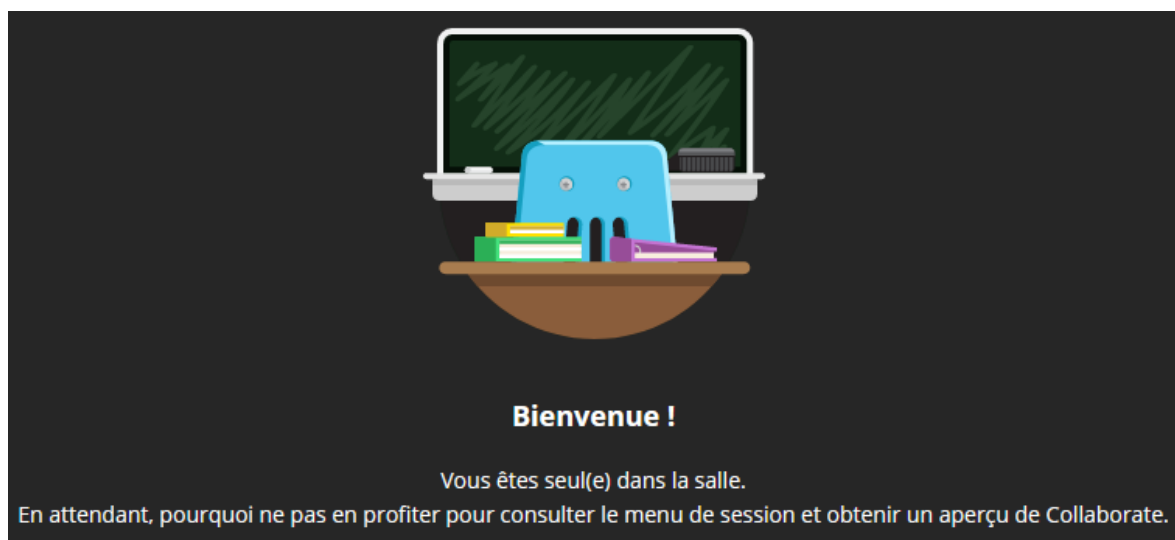 Bienvenue !
Vous êtes seul(e) dans la salle.
En attendant, pourquoi ne pas en profiter pour consulter le menu de session et obtenir un aperçu de Collaborate.